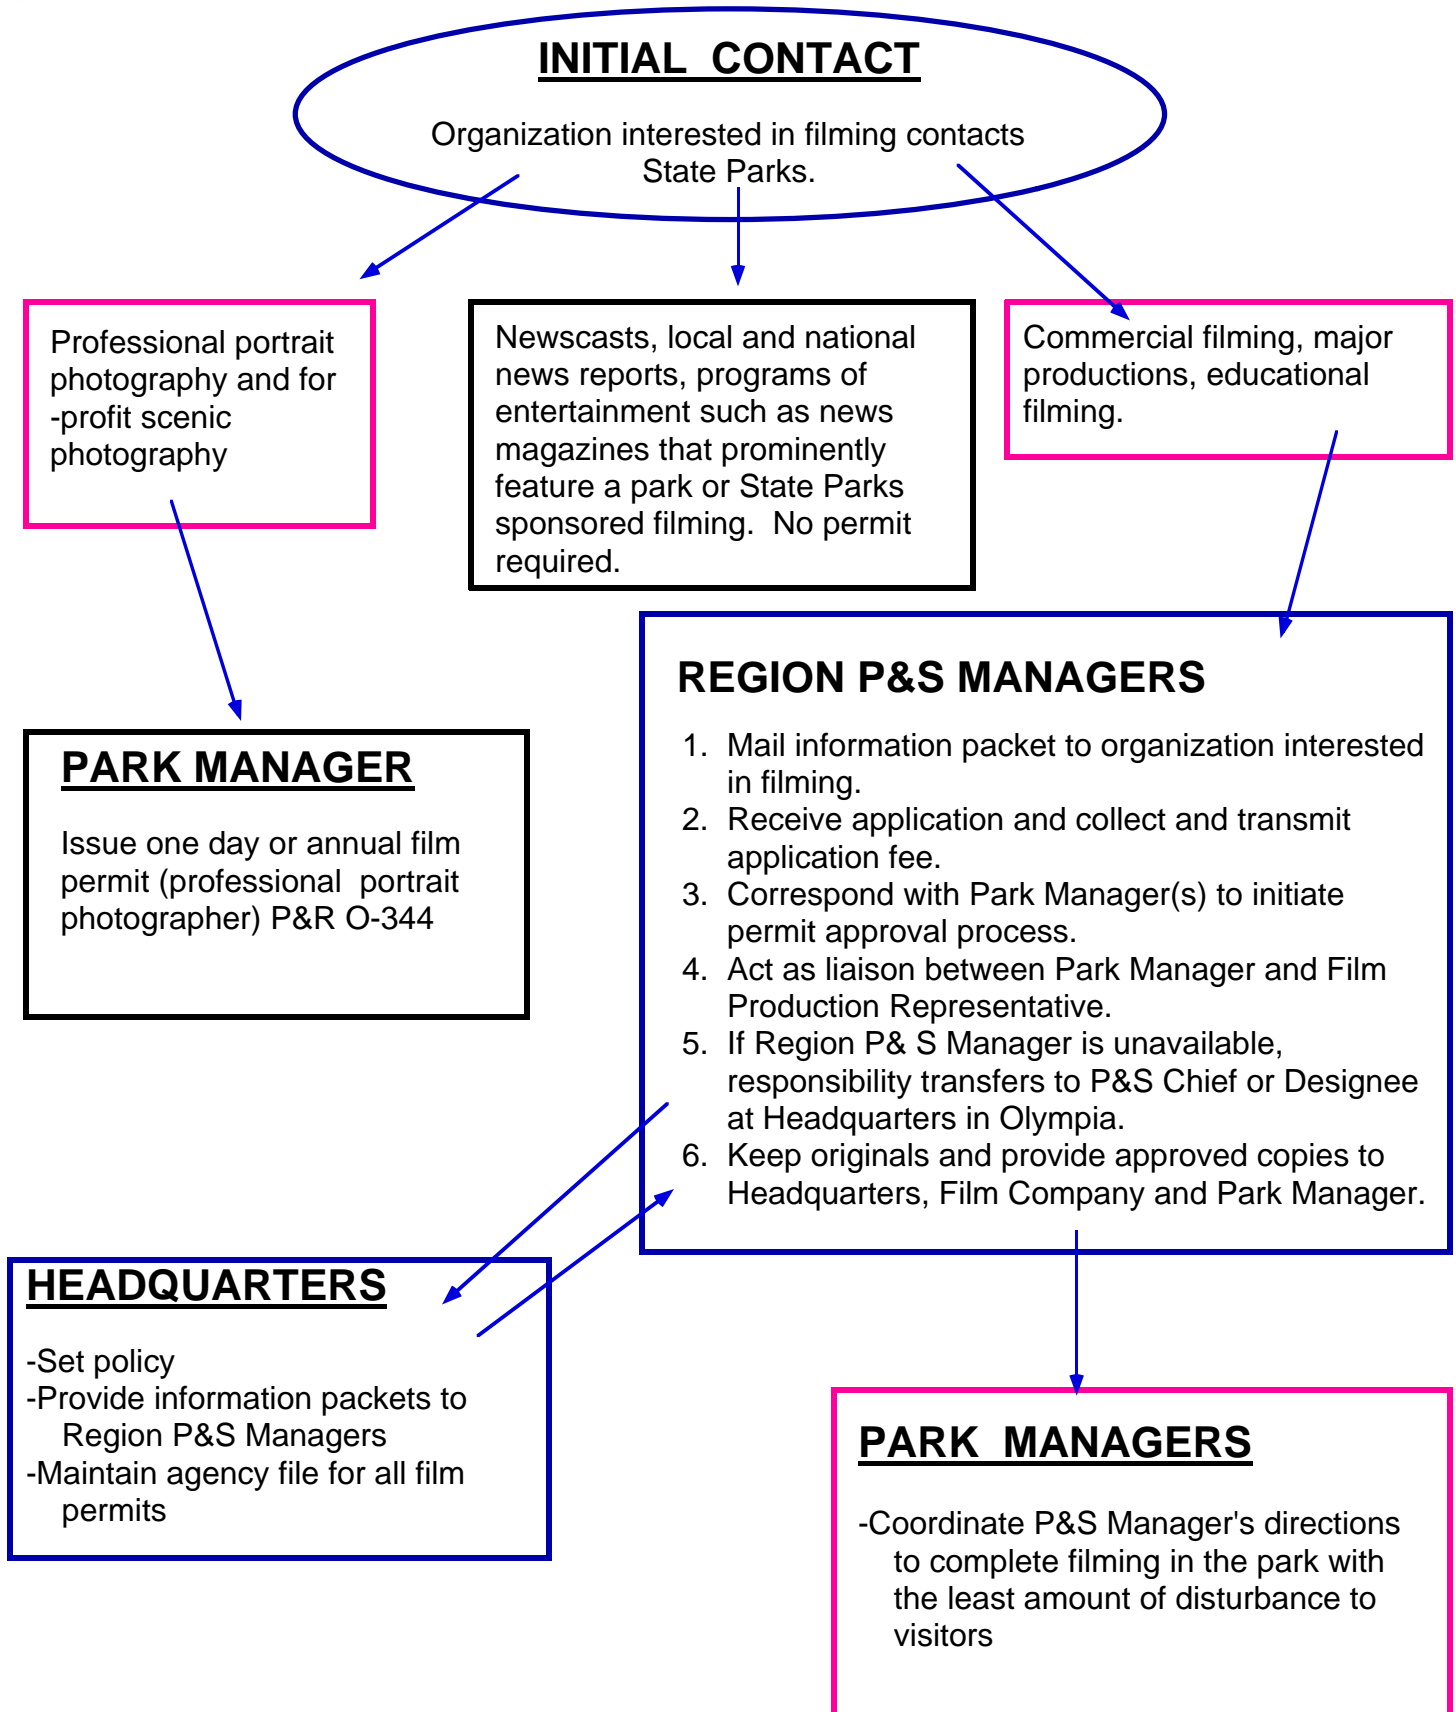 INITIAL CONTACT
Organization interested in filming contacts
State Parks.
Professional portrait
photography and for
-profit scenic
photography
Newscasts, local and national
news reports, programs of
entertainment such as news
magazines that prominently
feature a park or State Parks
sponsored filming. No permit
required.
Commercial filming, major
productions, educational
filming.
PARK MANAGER
Issue one day or annual film
permit (professional portrait
photographer) P&R O-344
REGION P&S MANAGERS
1. Mail information packet to organization interested
in filming.
2. Receive application and collect and transmit
application fee.
3. Correspond with Park Manager(s) to initiate
permit approval process.
4. Act as liaison between Park Manager and Film
Production Representative.
5. If Region P& S Manager is unavailable,
responsibility transfers to P&S Chief or Designee
at Headquarters in Olympia.
6. Keep originals and provide approved copies to
Headquarters, Film Company and Park Manager.
HEADQUARTERS
-Set policy
-Provide information packets to
Region P&S Managers
-Maintain agency file for all film
permits
PARK MANAGERS
-Coordinate P&S Manager's directions
to complete filming in the park with
the least amount of disturbance to
visitors